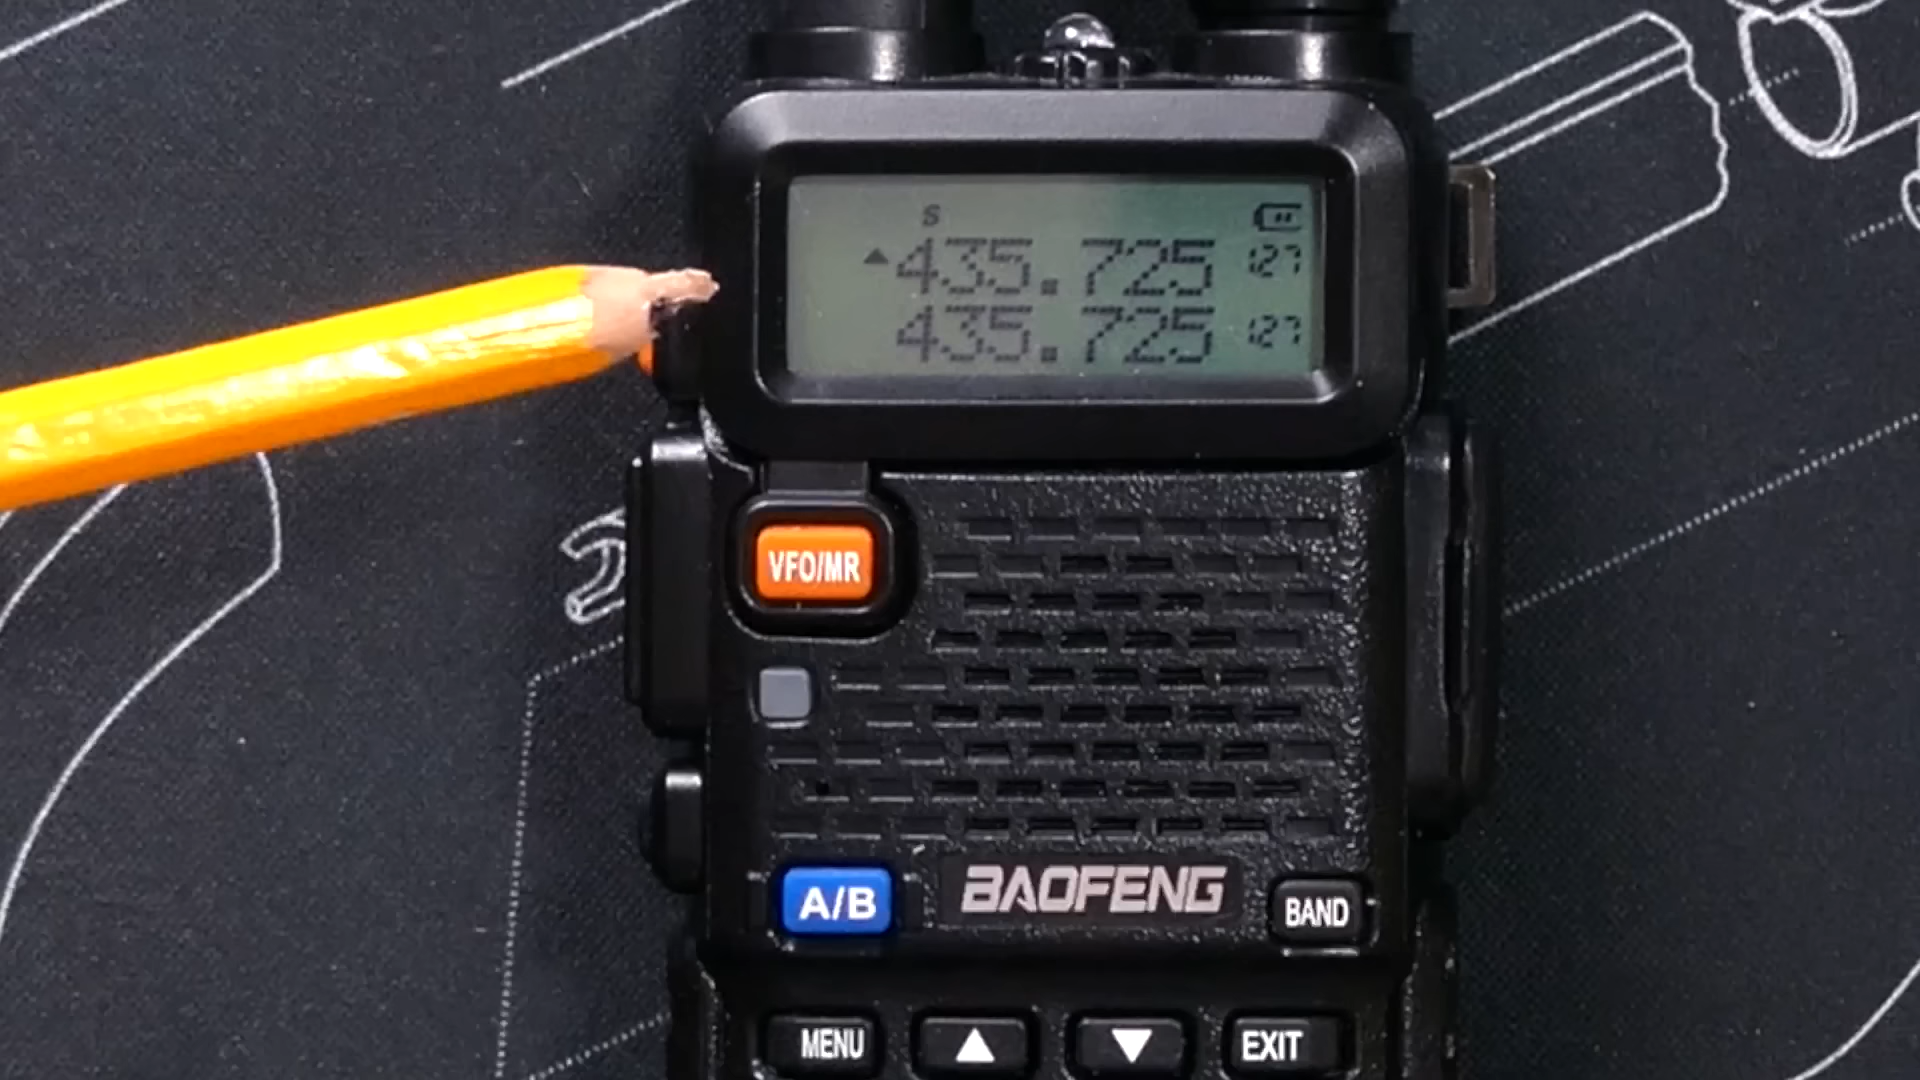 S
435.725 127
435.725 127
VFO/MR
A/B
BAOFENG
BAND
MENU
EXIT